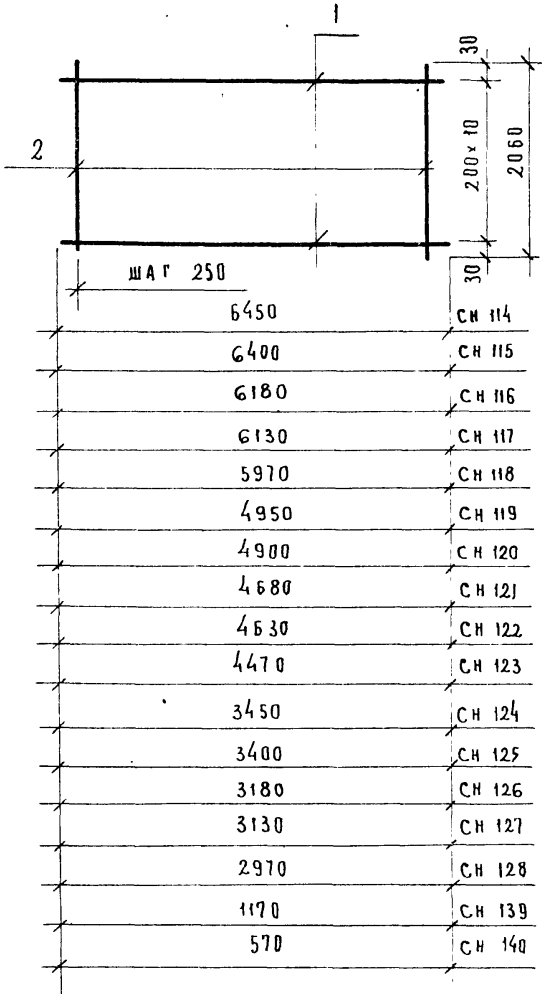 1
30
2
200×10
2060
30
ШАГ 250
6450 СН 114
6400 СН 115
6180 СН 116
6130 СН 117
5970 СН 118
4950 СН 119
4900 СН 120
4680 СН 121
4630 СН 122
4470 СН 123
3450 СН 124
3400 СН 125
3180 СН 126
3130 СН 127
2970 СН 128
1170 СН 139
570 СН 140